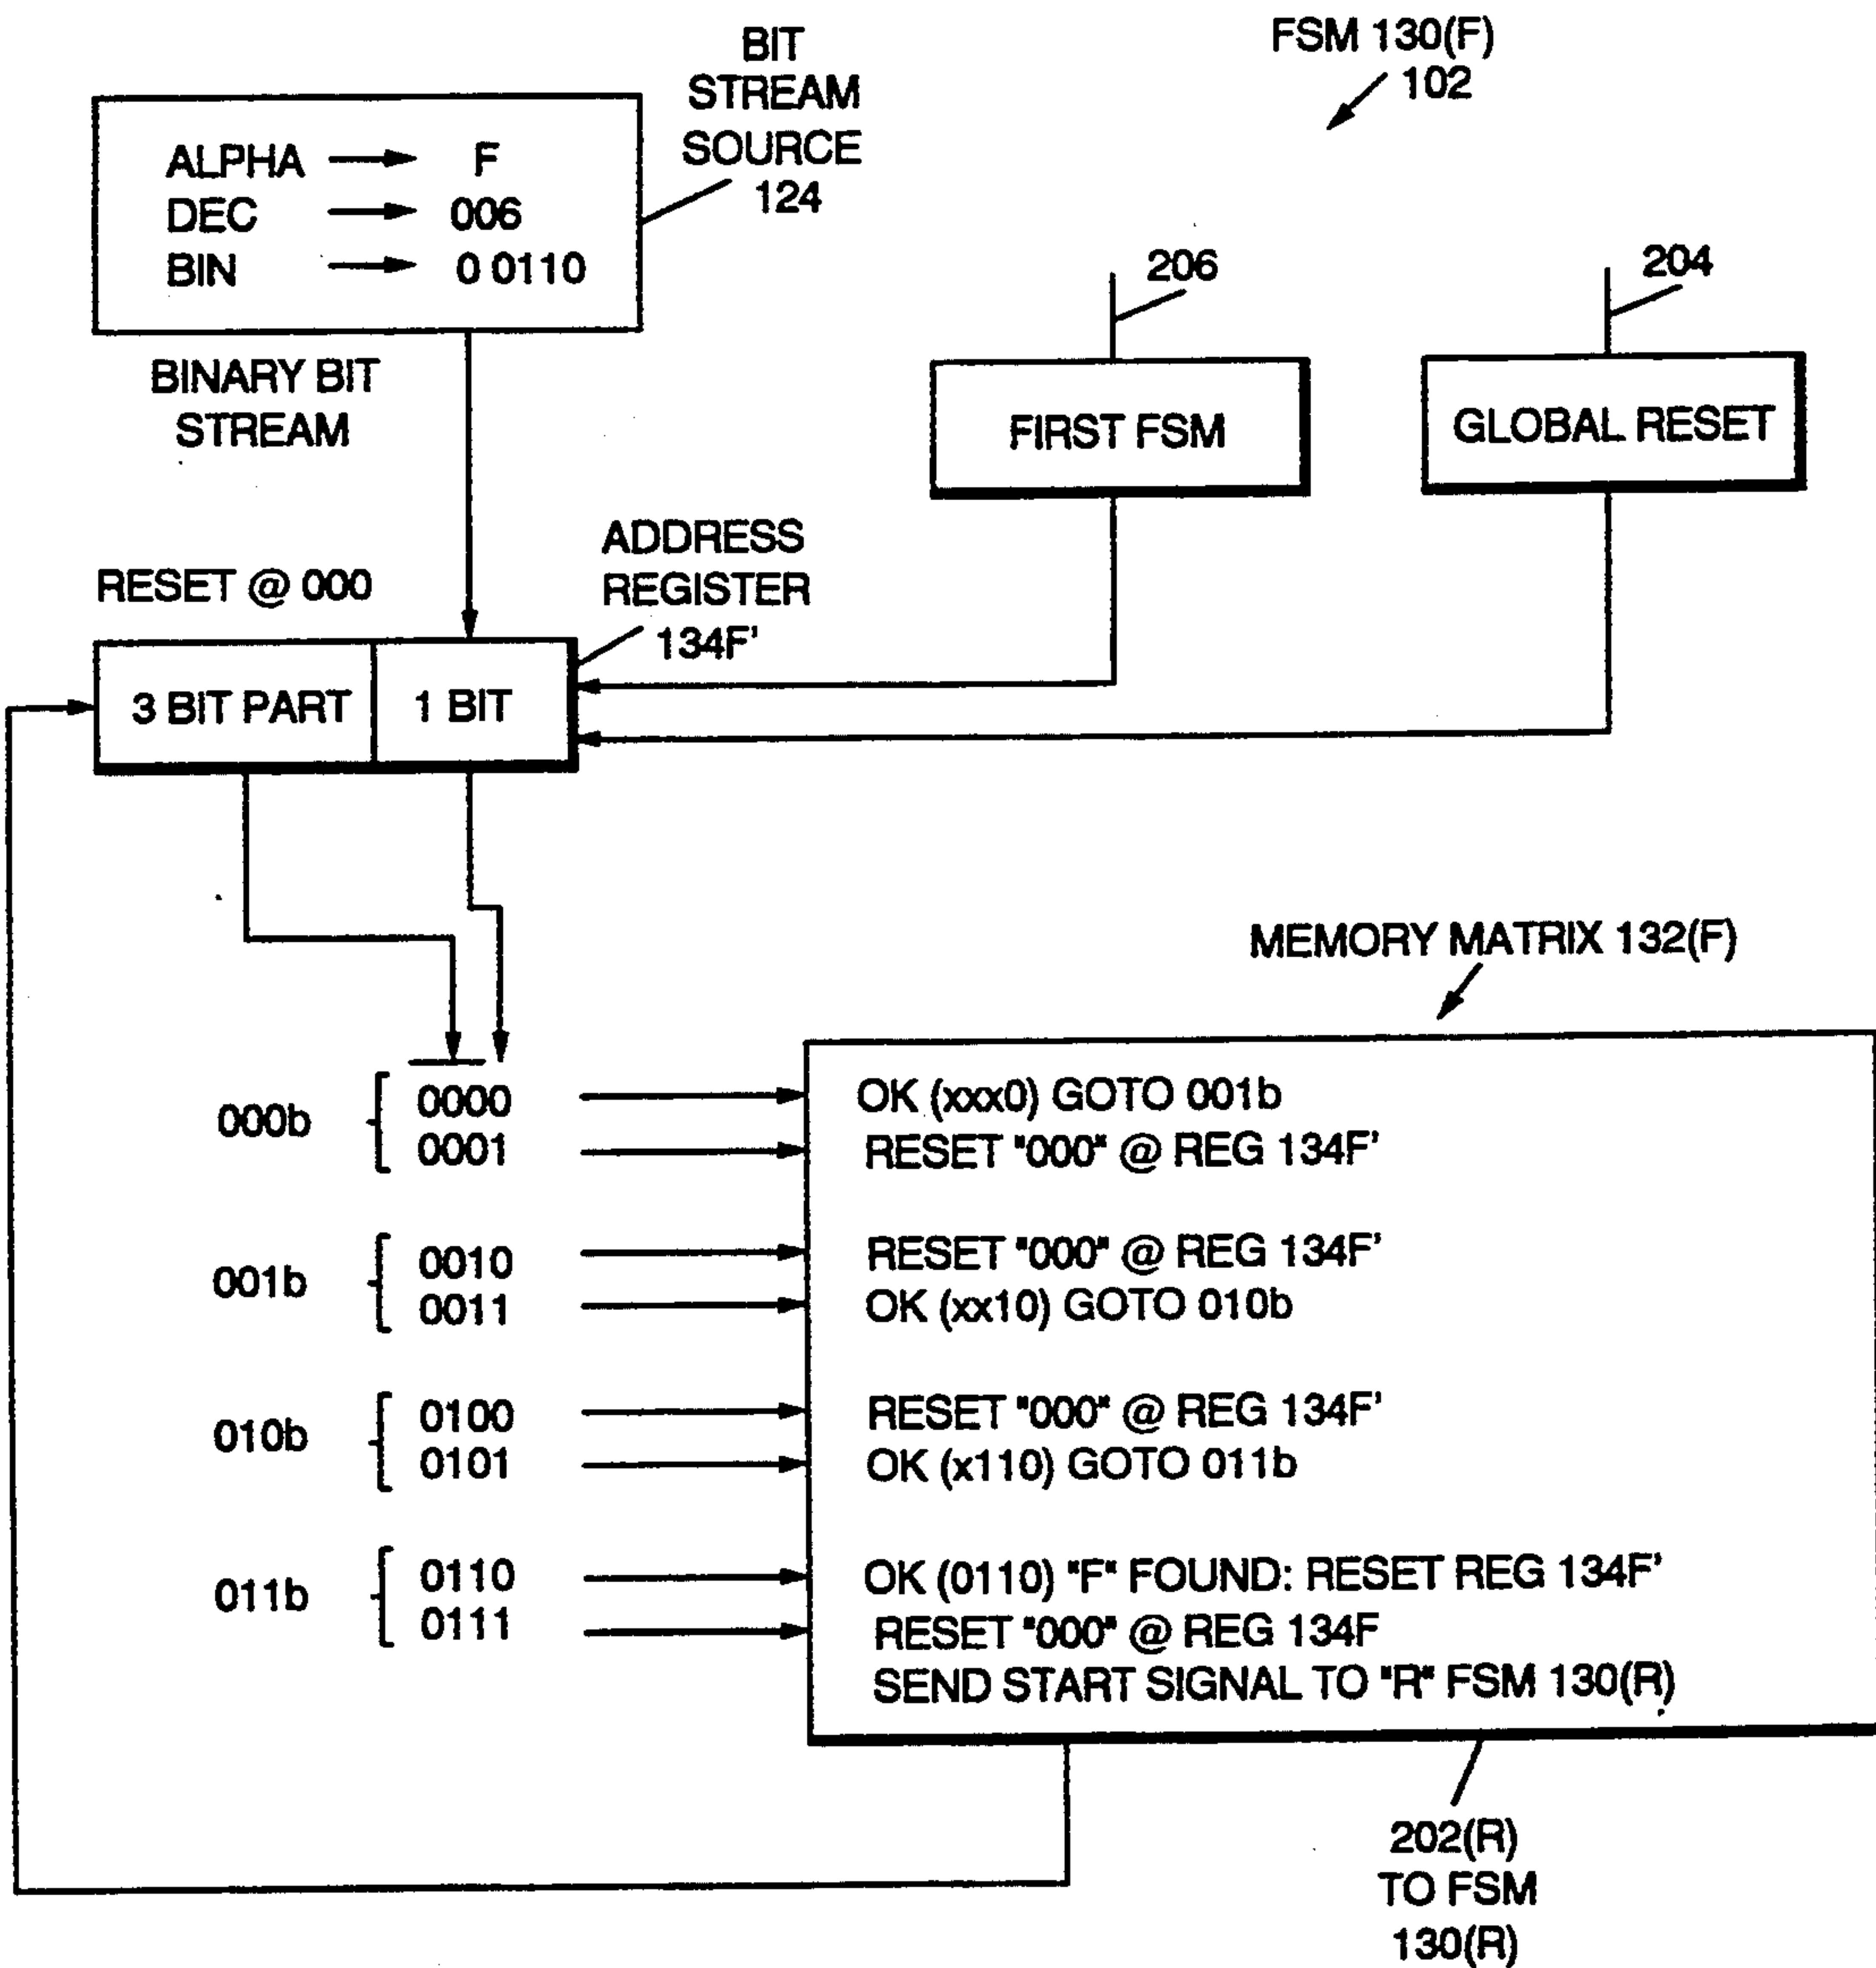 FSM 130(F)
102
BIT
STREAM
SOURCE
124
ALPHA F
DEC 006
BIN 0 0110
BINARY BIT
STREAM
206
204
FIRST FSM
GLOBAL RESET
ADDRESS
REGISTER
134F'
RESET @ 000
3 BIT PART
1 BIT
MEMORY MATRIX 132(F)
000b
0000 OK (xxx0) GOTO 001b
0001 RESET "000" @ REG 134F'
001b
0010 RESET "000" @ REG 134F'
0011 OK (xx10) GOTO 010b
010b
0100 RESET "000" @ REG 134F'
0101 OK (x110) GOTO 011b
011b
0110 OK (0110) "F" FOUND: RESET REG 134F'
0111 RESET "000" @ REG 134F
SEND START SIGNAL TO "R" FSM 130(R)
202(R)
TO FSM
130(R)